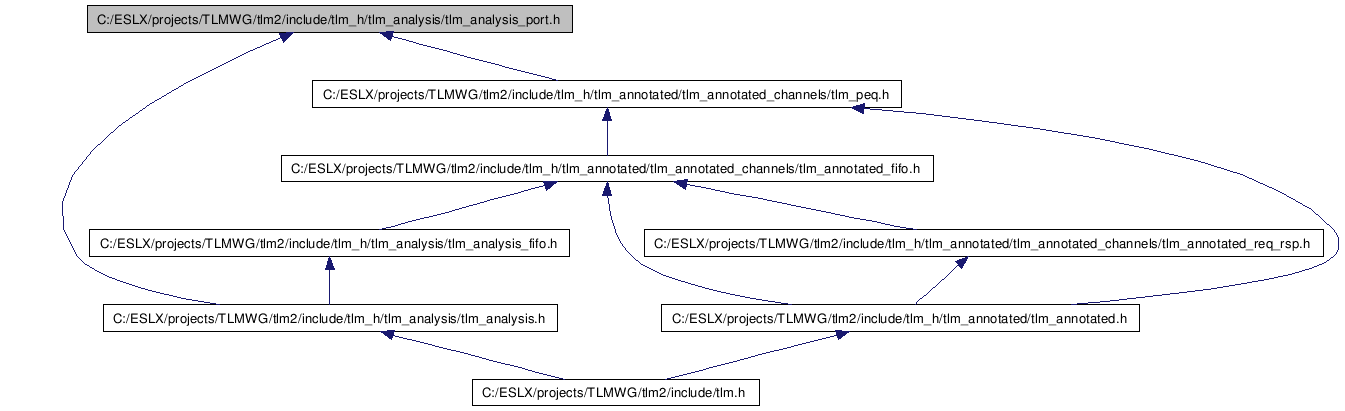 C:/ESLX/projects/TLMWG/tlm2/include/tlm_h/tlm_analysis/tlm_analysis_port.h
C:/ESLX/projects/TLMWG/tlm2/include/tlm_h/tlm_annotated/tlm_annotated_channels/tlm_peq.h
C:/ESLX/projects/TLMWG/tlm2/include/tlm_h/tlm_annotated/tlm_annotated_channels/tlm_annotated_fifo.h
C:/ESLX/projects/TLMWG/tlm2/include/tlm_h/tlm_analysis/tlm_analysis_fifo.h
C:/ESLX/projects/TLMWG/tlm2/include/tlm_h/tlm_annotated/tlm_annotated_channels/tlm_annotated_req_rsp.h
C:/ESLX/projects/TLMWG/tlm2/include/tlm_h/tlm_analysis/tlm_analysis.h
C:/ESLX/projects/TLMWG/tlm2/include/tlm_h/tlm_annotated/tlm_annotated.h
C:/ESLX/projects/TLMWG/tlm2/include/tlm.h